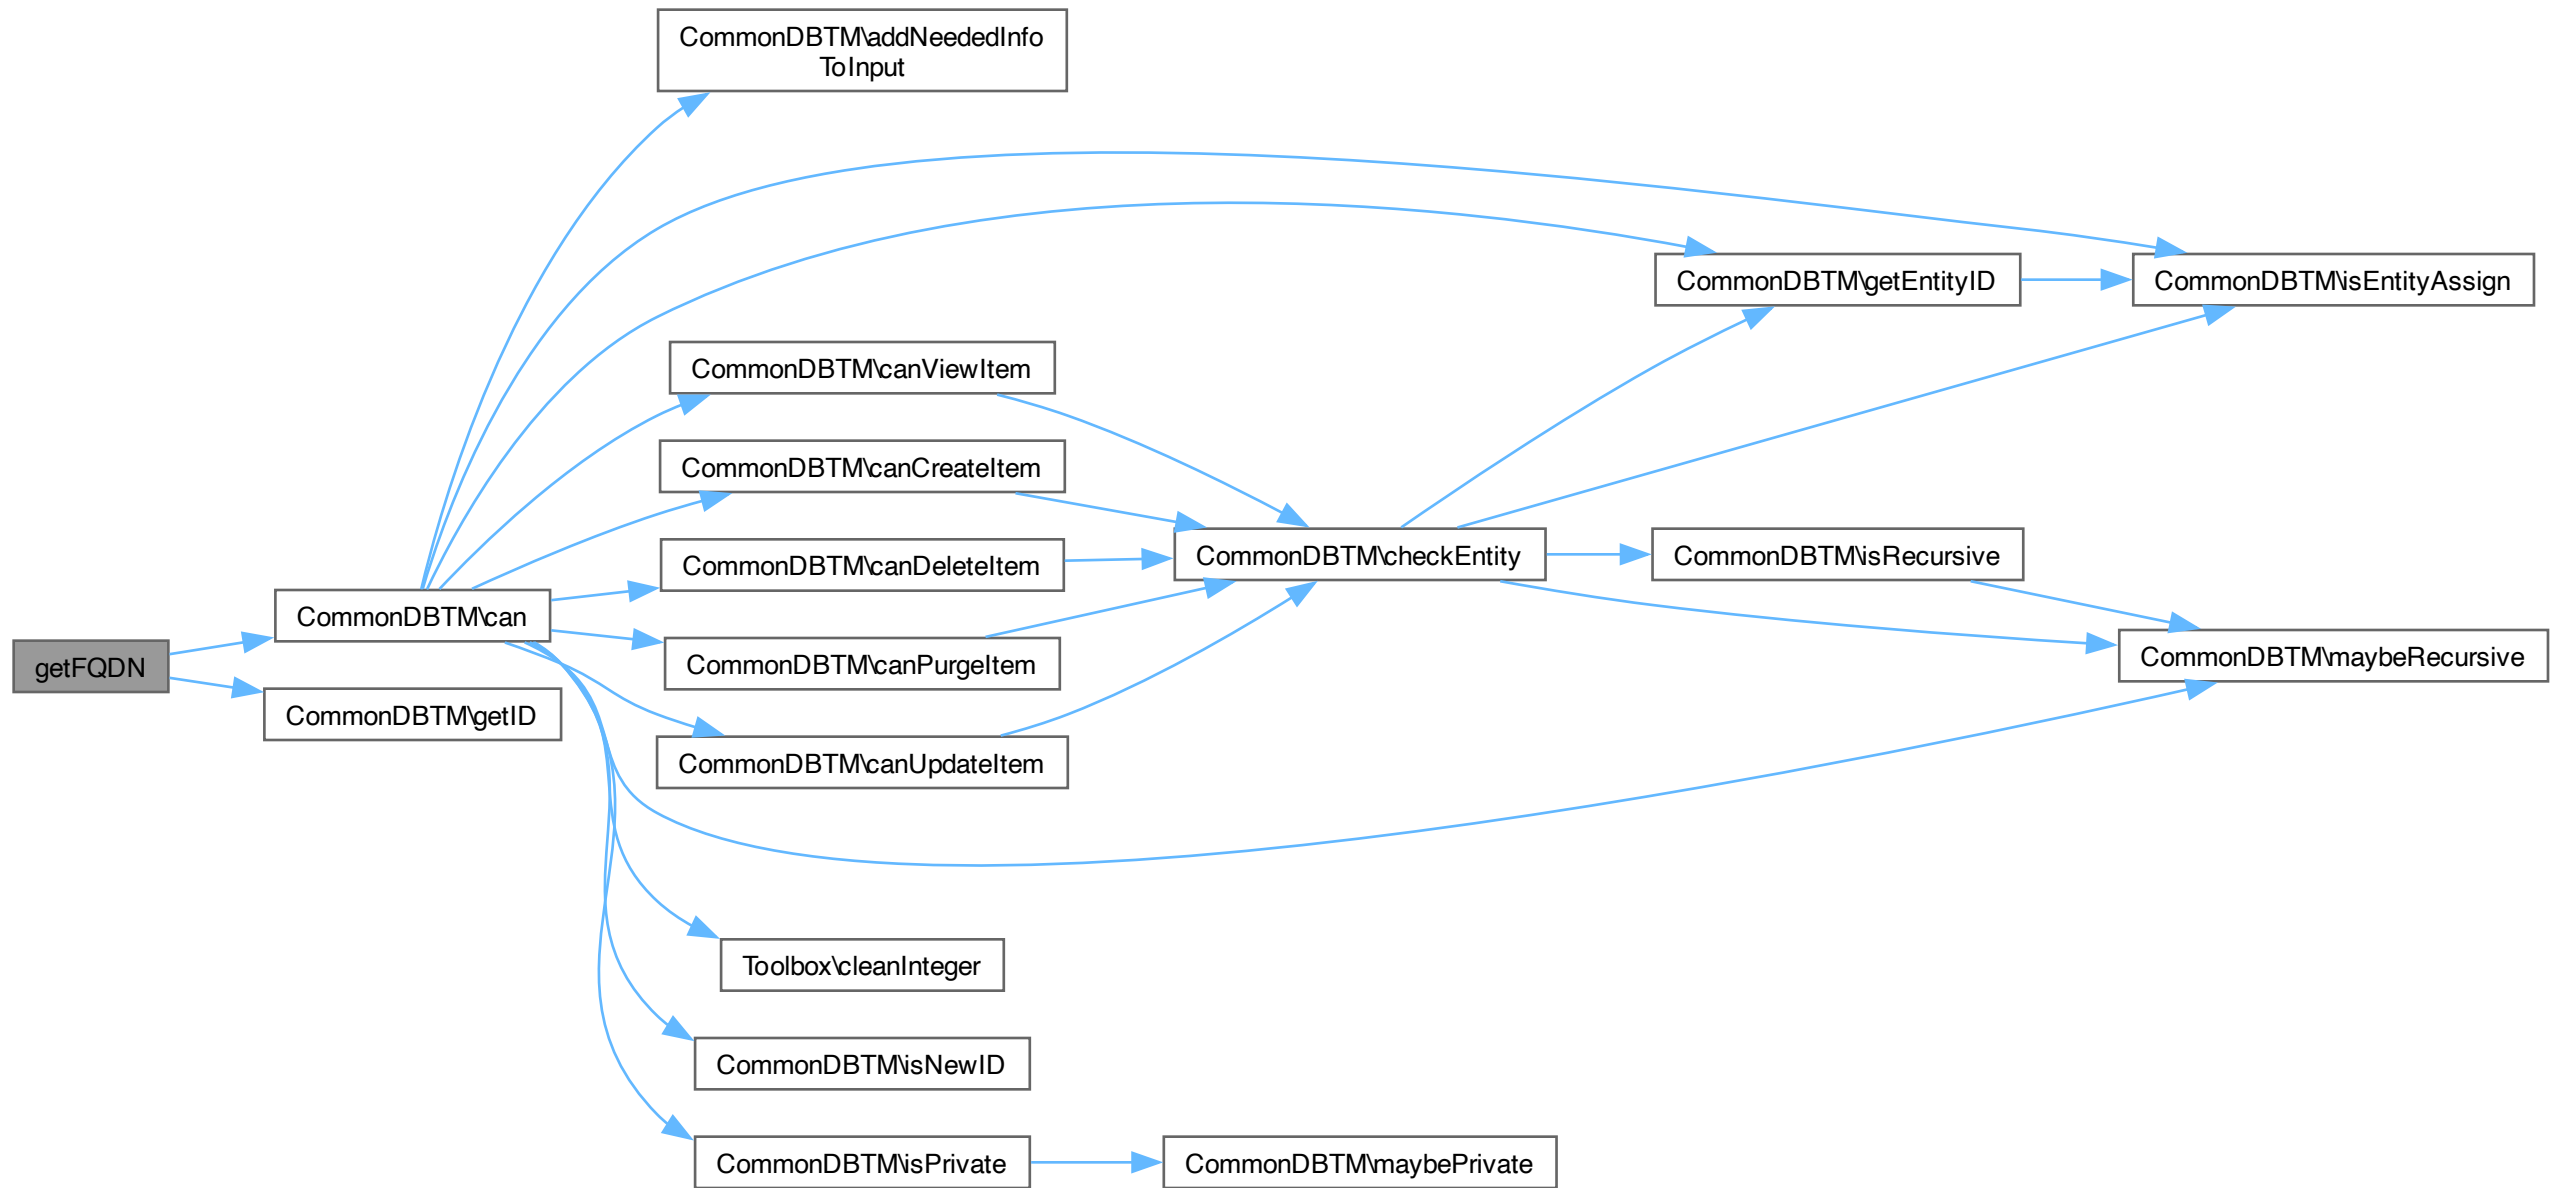 CommonDBTM\addNeededInfo
ToInput
CommonDBTM\getEntityID
CommonDBTM\isEntityAssign
CommonDBTM\canViewItem
CommonDBTM\canCreateItem
CommonDBTM\canDeleteItem
CommonDBTM\checkEntity
CommonDBTM\isRecursive
CommonDBTM\can
getFQDN
CommonDBTM\canPurgeItem
CommonDBTM\maybeRecursive
CommonDBTM\getID
CommonDBTM\canUpdateItem
Toolbox\cleanInteger
CommonDBTM\isNewID
CommonDBTM\isPrivate
CommonDBTM\maybePrivate